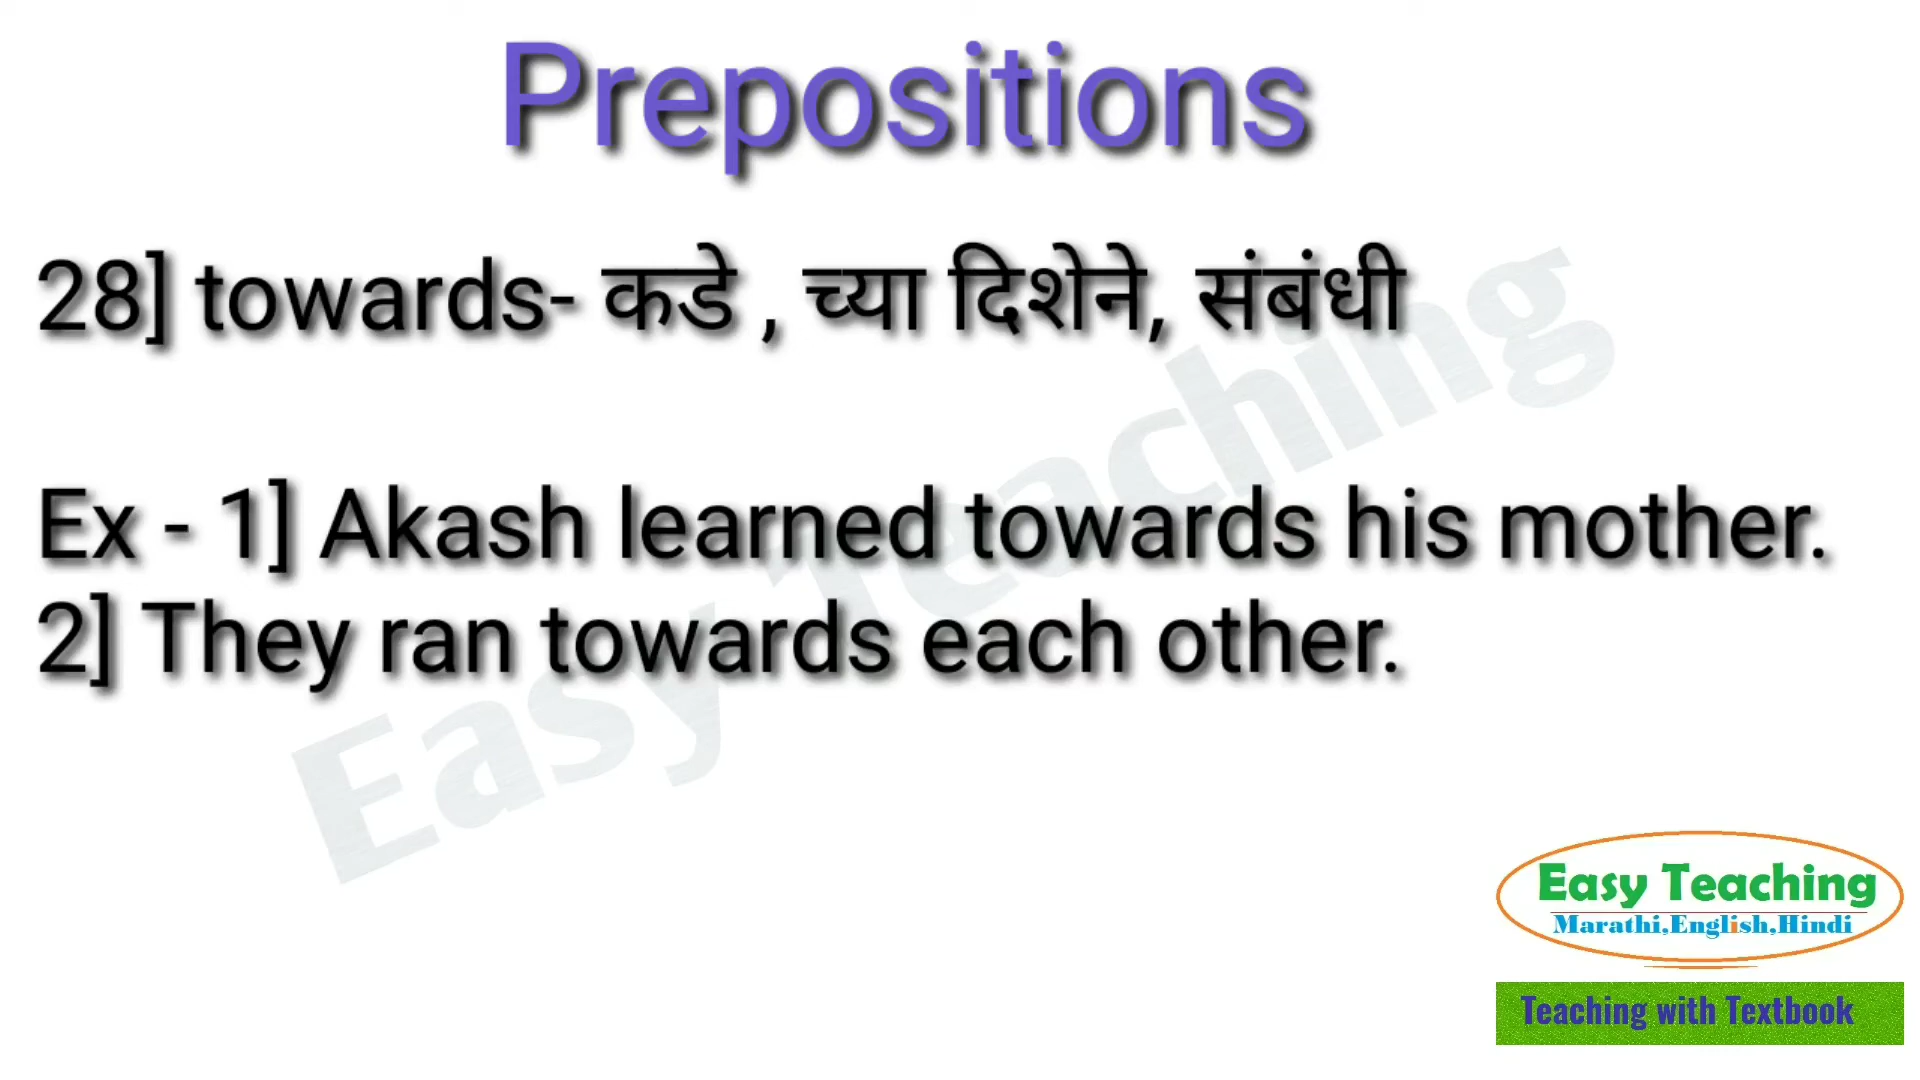 Prepositions
28] towards- कडे , च्या दिशेने, संबंधी
Ex - 1] Akash learned towards his mother.
2] They ran towards each other.
Easy Teaching
Easy Teaching
Marathi,English,Hindi
Teaching with Textbook